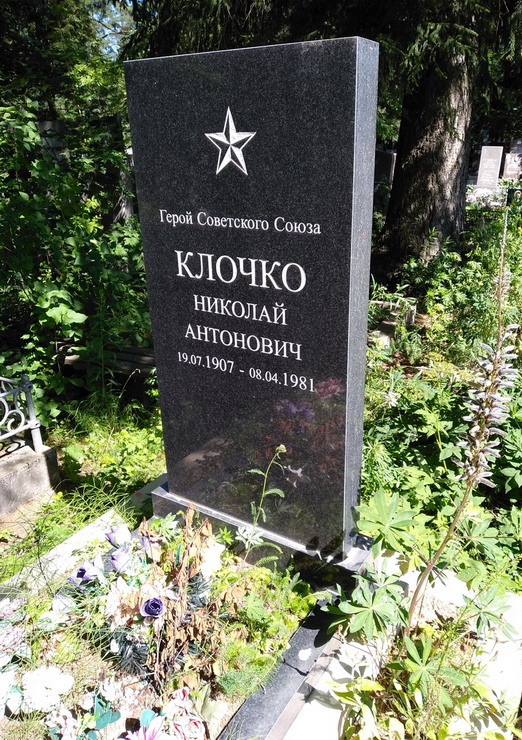 Герой Советского Союза
КЛОЧКО
НИКОЛАЙ
АНТОНОВИЧ
19.07.1907 - 08.04.1981